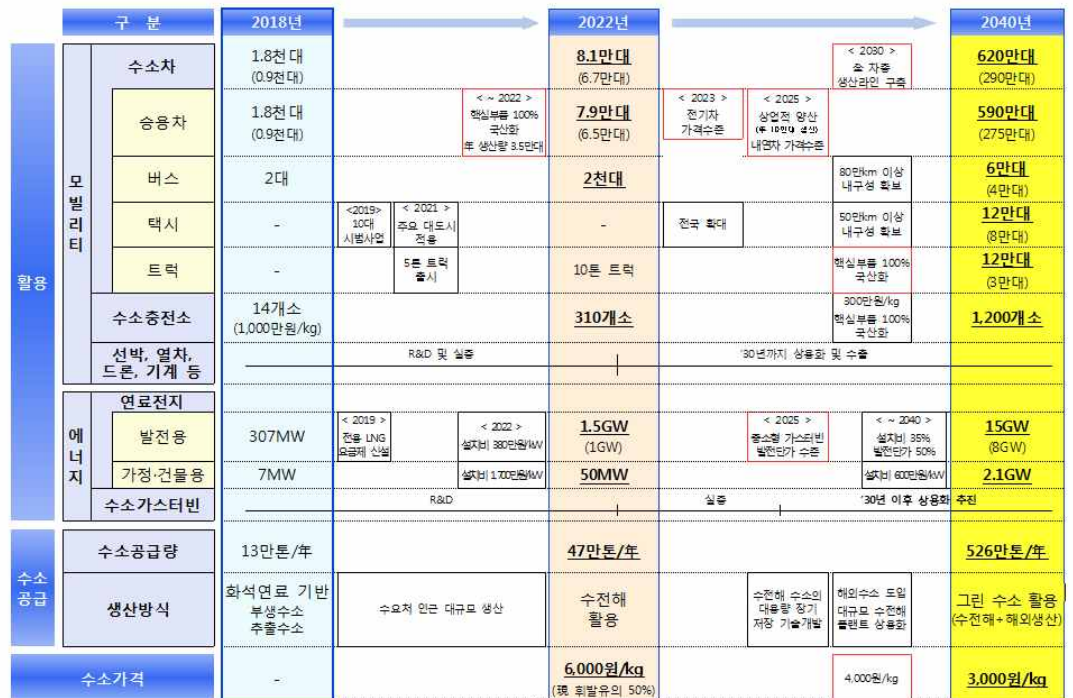 구 분 2018년 2022년 2040년
활용
모빌리티
수소차
1.8천대
(0.9천대)
8.1만대
(6.7만대)
< 2030 >
全 차종
생산라인 구축
620만대
(290만대)
승용차
1.8천대
(0.9천대)
< ~ 2022 >
핵심부품 100%
국산화
年 생산량 3.5만대
7.9만대
(6.5만대)
< 2023 >
전기차
가격수준
< 2025 >
상업적 양산
(年 10만대 생산)
내연차 가격수준
590만대
(275만대)
버스
2대
2천대
80만km 이상
내구성 확보
6만대
(4만대)
택시
-
<2019>
10대
시범사업
< 2021 >
주요 대도시
적용
-
전국 확대
50만km 이상
내구성 확보
12만대
(8만대)
트럭
-
5톤 트럭
출시
10톤 트럭
핵심부품 100%
국산화
12만대
(3만대)
수소충전소
14개소
(1,000만원/kg)
310개소
300만원/kg
핵심부품 100%
국산화
1,200개소
선박, 열차,
드론, 기계 등
R&D 및 실증
'30년까지 상용화 및 수출
에너지
연료전지
발전용
307MW
< 2019 >
전용 LNG
요금제 신설
< 2022 >
설치비 380만원/kW
1.5GW
(1GW)
< 2025 >
중소형 가스터빈
발전단가 수준
< ~ 2040 >
설치비 35%
발전단가 50%
15GW
(8GW)
가정·건물용
7MW
설치비 1,700만원/kW
50MW
설치비 600만원/kW
2.1GW
수소가스터빈
R&D
실증
'30년 이후 상용화 추진
수소
공급
수소공급량
13만톤/年
47만톤/年
526만톤/年
생산방식
화석연료 기반
부생수소
추출수소
수요처 인근 대규모 생산
수전해
활용
수전해 수소의
대용량 장기
저장 기술개발
해외수소 도입
대규모 수전해
플랜트 상용화
그린 수소 활용
(수전해+해외생산)
수소가격
-
6,000원/kg
(現 휘발유의 50%)
4,000원/kg
3,000원/kg